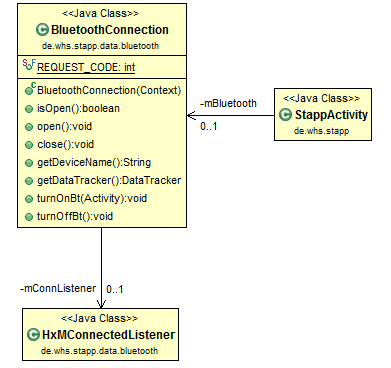 <<Java Class>>
BluetoothConnection
de.whs.stapp.data.bluetooth
REQUEST_CODE: int
BluetoothConnection(Context)
isOpen():boolean
open():void
close():void
getDeviceName():String
getDataTracker():DataTracker
turnOnBt(Activity):void
turnOffBt():void
-mBluetooth
0..1
<<Java Class>>
StappActivity
de.whs.stapp
-mConnListener
0..1
<<Java Class>>
HxMConnectedListener
de.whs.stapp.data.bluetooth